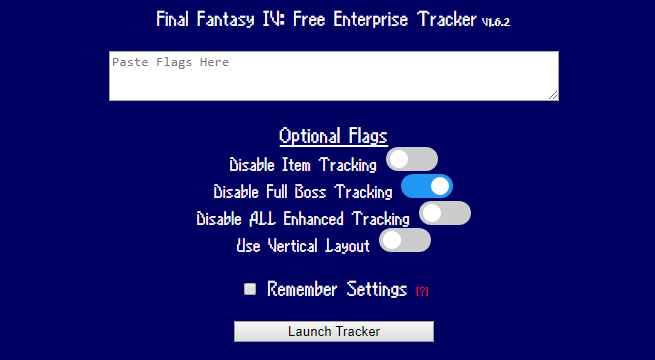 Final Fantasy IV: Free Enterprise Tracker v1.6.2
Paste Flags Here
Optional Flags
Disable Item Tracking
Disable Full Boss Tracking
Disable ALL Enhanced Tracking
Use Vertical Layout
Remember Settings [?]
Launch Tracker